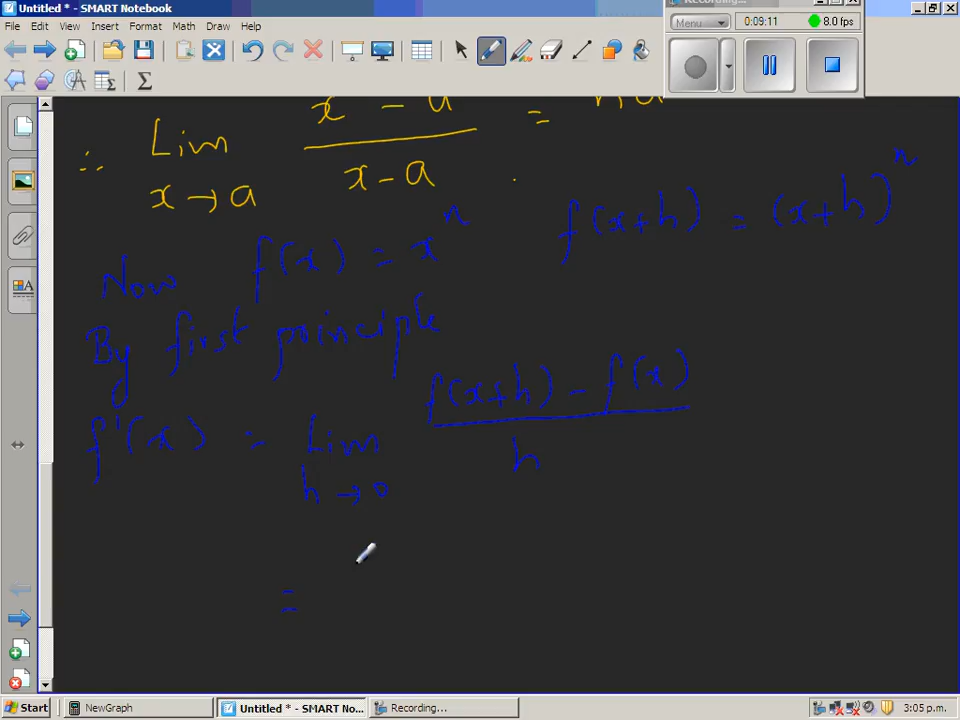 Untitled * - SMART Notebook
Recording...
File Edit View Insert Format Math Draw Help
Menu 0:09:11 8.0 fps
x - a
∴ Lim =
x → a x - a
Now f(x) = xⁿ f(x+h) = (x+h)ⁿ
By first principle
f(x+h) - f(x)
f'(x) = Lim
h → 0 h
=
Start NewGraph Untitled * - SMART No... Recording... 3:05 p.m.